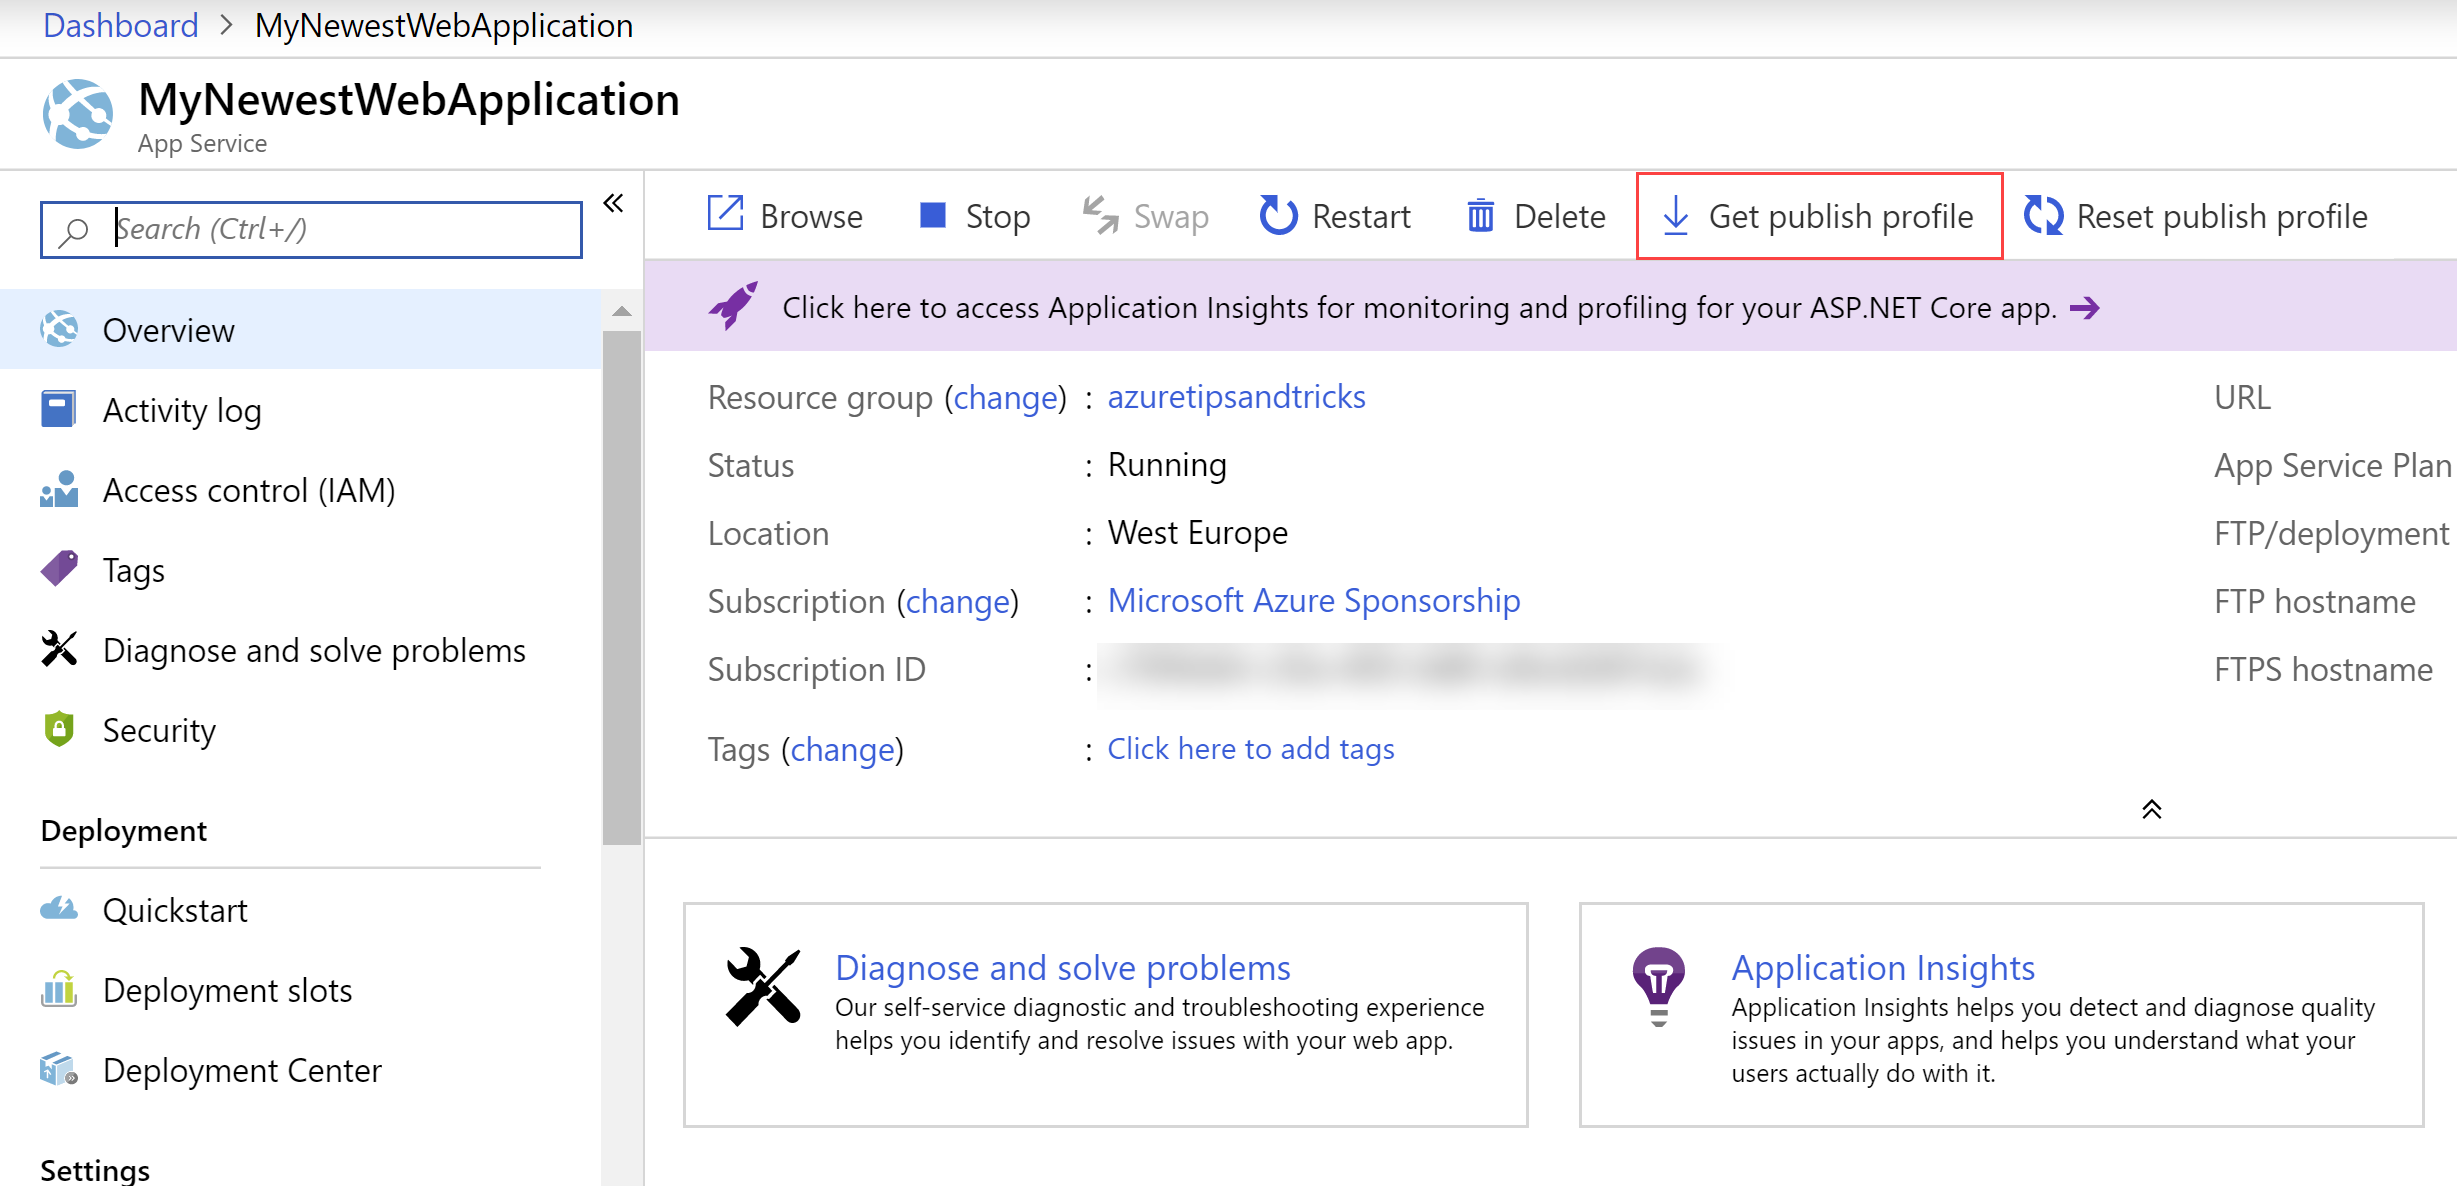 Dashboard > MyNewestWebApplication
MyNewestWebApplication
App Service
Search (Ctrl+/)
Overview
Activity log
Access control (IAM)
Tags
Diagnose and solve problems
Security
Deployment
Quickstart
Deployment slots
Deployment Center
Settings
Browse Stop Swap Restart Delete Get publish profile Reset publish profile
Click here to access Application Insights for monitoring and profiling for your ASP.NET Core app.
Resource group (change) : azuretipsandtricks
Status : Running
Location : West Europe
Subscription (change) : Microsoft Azure Sponsorship
Subscription ID :
Tags (change) : Click here to add tags
URL
App Service Plan
FTP/deployment
FTP hostname
FTPS hostname
Diagnose and solve problems
Our self-service diagnostic and troubleshooting experience
helps you identify and resolve issues with your web app.
Application Insights
Application Insights helps you detect and diagnose quality
issues in your apps, and helps you understand what your
users actually do with it.